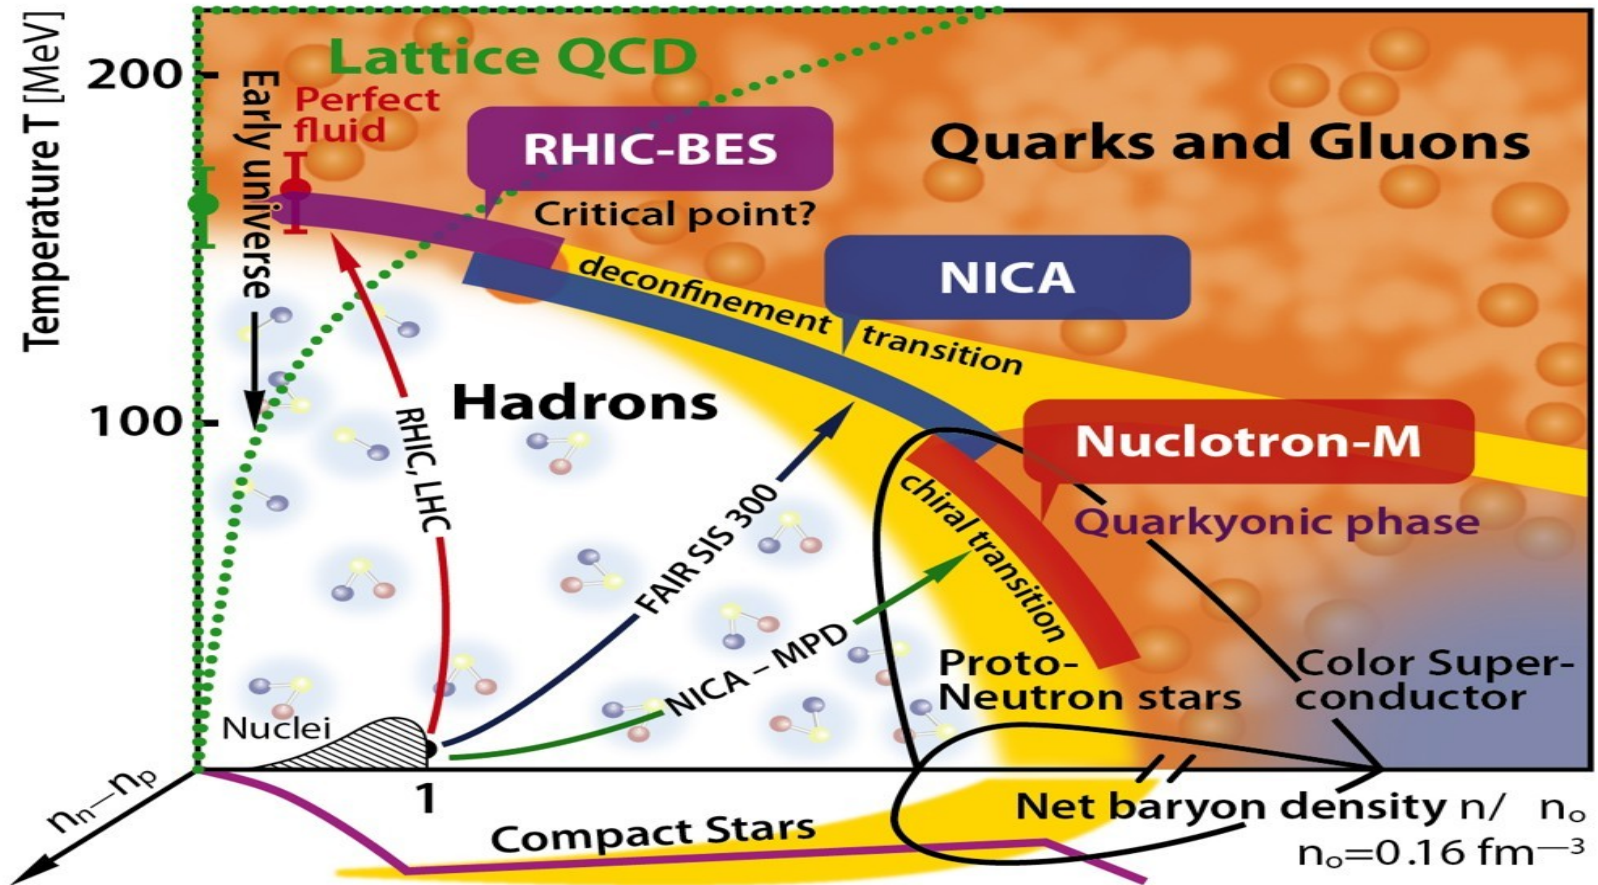 Temperature T [MeV]
200
100
Lattice QCD
Early universe
Perfect
fluid
RHIC-BES
Critical point?
Quarks and Gluons
NICA
deconfinement transition
Hadrons
Nuclotron-M
Quarkyonic phase
chiral transition
RHIC, LHC
FAIR SIS 300
NICA – MPD
Proto-
Neutron stars
Color Super-
conductor
Nuclei
1
nₙ—nₚ
Compact Stars
Net baryon density n/ nₒ
nₒ=0.16 fm⁻³